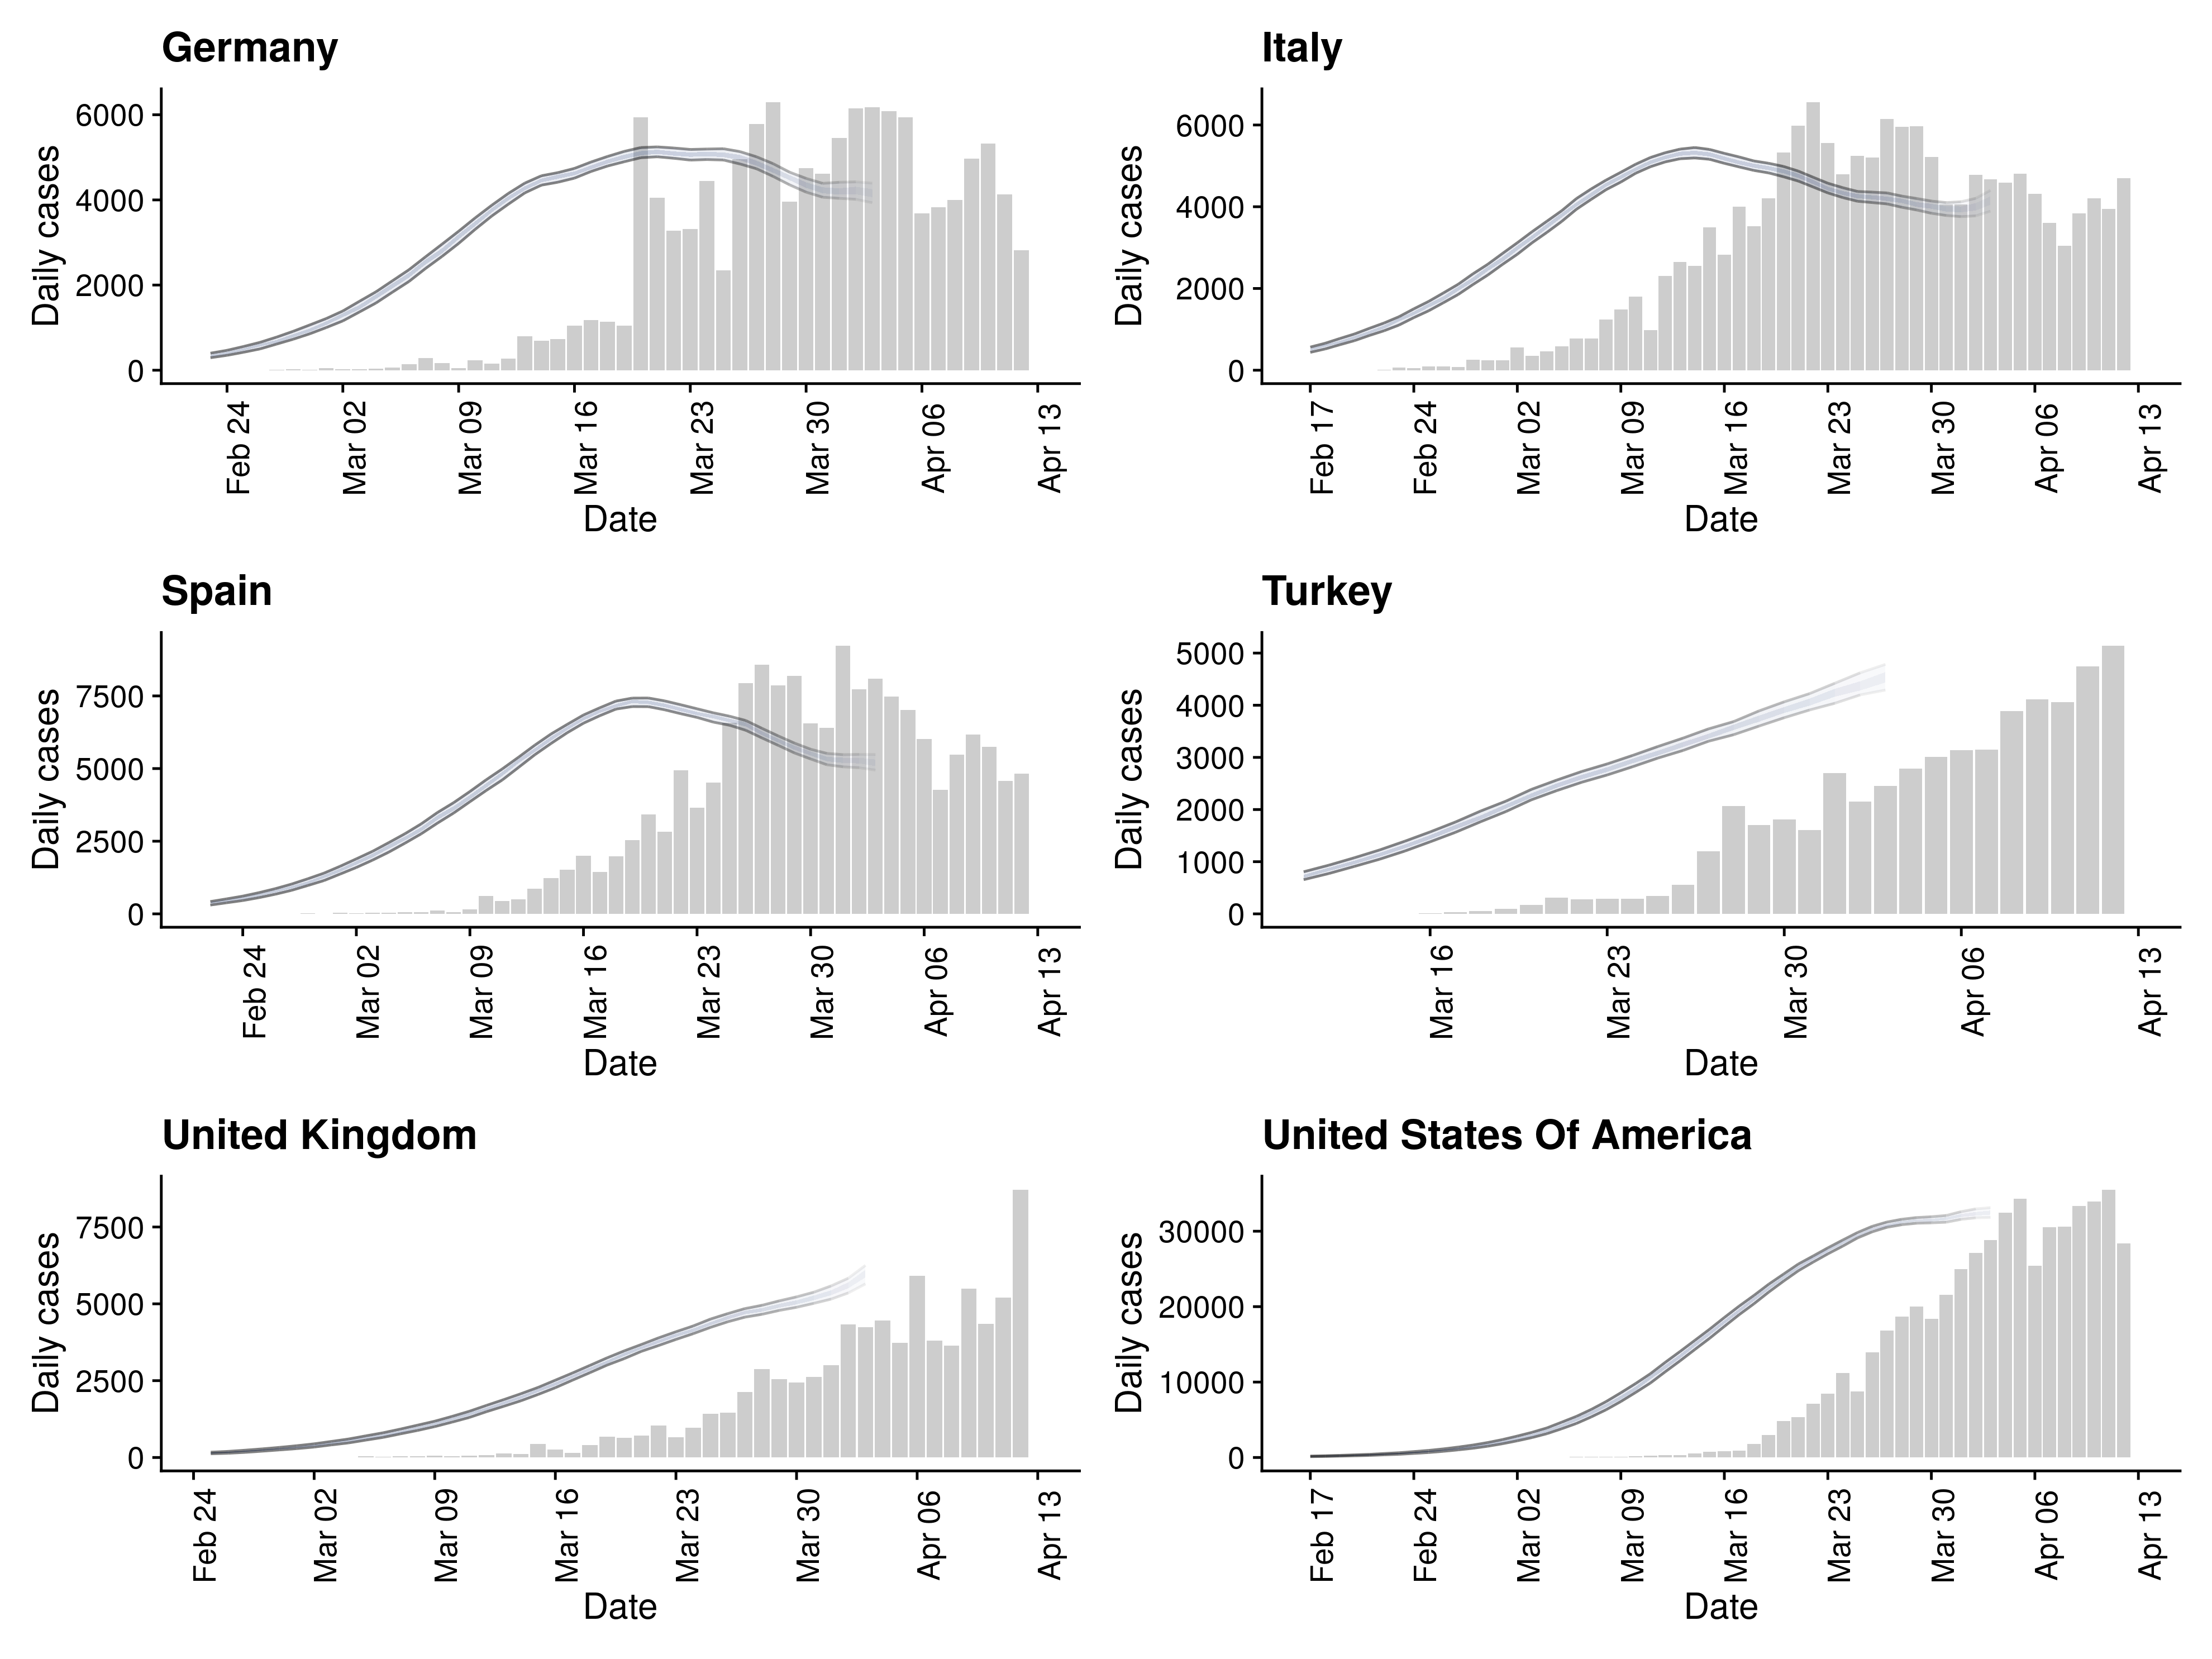 Germany
Daily cases
6000
4000
2000
0
Feb 24
Mar 02
Mar 09
Mar 16
Mar 23
Mar 30
Apr 06
Apr 13
Date
Italy
Daily cases
6000
4000
2000
0
Feb 17
Feb 24
Mar 02
Mar 09
Mar 16
Mar 23
Mar 30
Apr 06
Apr 13
Date
Spain
Daily cases
7500
5000
2500
0
Feb 24
Mar 02
Mar 09
Mar 16
Mar 23
Mar 30
Apr 06
Apr 13
Date
Turkey
Daily cases
5000
4000
3000
2000
1000
0
Mar 16
Mar 23
Mar 30
Apr 06
Apr 13
Date
United Kingdom
Daily cases
7500
5000
2500
0
Feb 24
Mar 02
Mar 09
Mar 16
Mar 23
Mar 30
Apr 06
Apr 13
Date
United States Of America
Daily cases
30000
20000
10000
0
Feb 17
Feb 24
Mar 02
Mar 09
Mar 16
Mar 23
Mar 30
Apr 06
Apr 13
Date